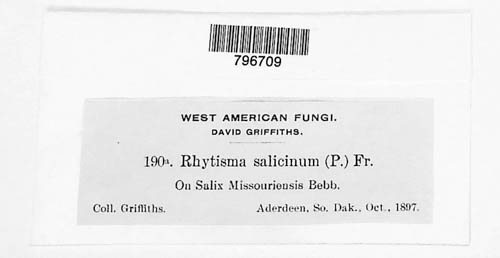 796709
WEST AMERICAN FUNGI.
DAVID GRIFFITHS.
190a. Rhytisma salicinum (P.) Fr.
On Salix Missouriensis Bebb.
Coll. Griffiths. Aderdeen, So. Dak., Oct., 1897.